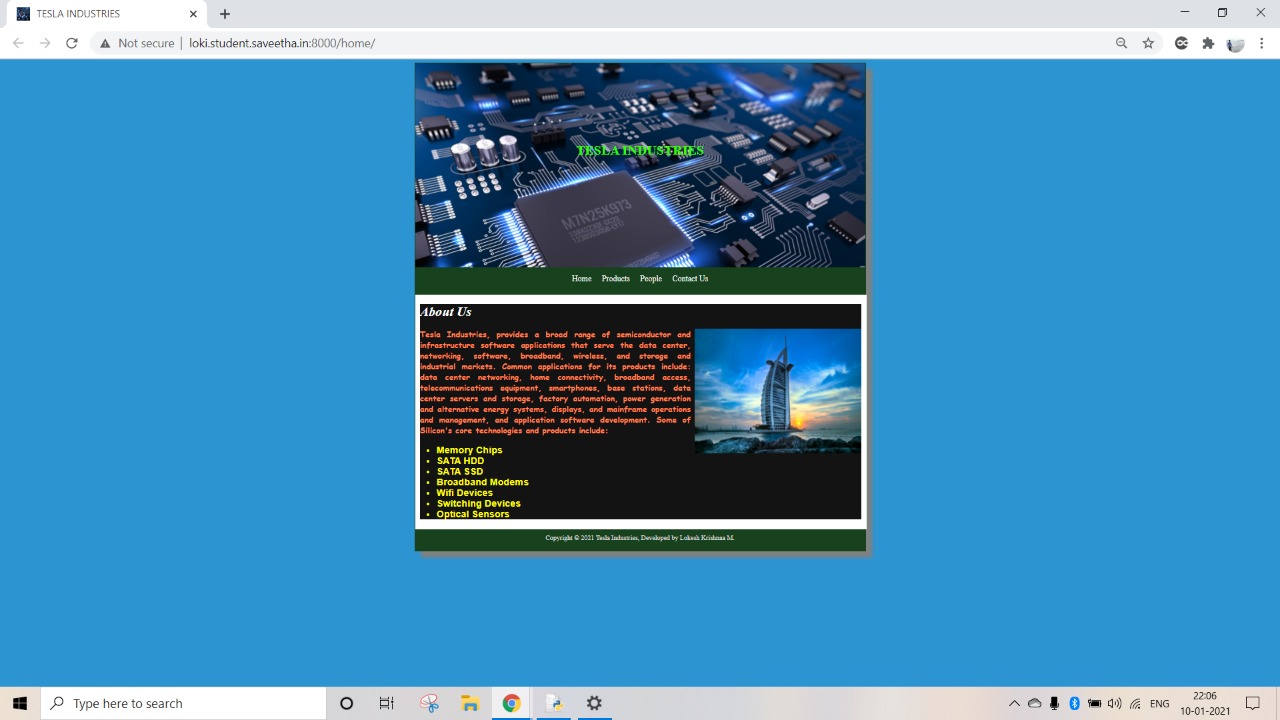 TESLA INDUSTRIES
Not secure
loki.student.saveetha.in:8000/home/
TESLA INDUSTRIES
M7N25K973
Home Products People Contact Us
About Us
Tesla Industries, provides a broad range of semiconductor and
infrastructure software applications that serve the data center,
networking, software, broadband, wireless, and storage and
industrial markets. Common applications for its products include:
data center networking, home connectivity, broadband access,
telecommunications equipment, smartphones, base stations, data
center servers and storage, factory automation, power generation
and alternative energy systems, displays, and mainframe operations
and management, and application software development. Some of
Silicon's core technologies and products include:
• Memory Chips
• SATA HDD
• SATA SSD
• Broadband Modems
• Wifi Devices
• Switching Devices
• Optical Sensors
Copyright © 2021 Tesla Industries, Developed by Lokesh Krishnaa M.
Type here to search
ENG
22:06
10-01-2021